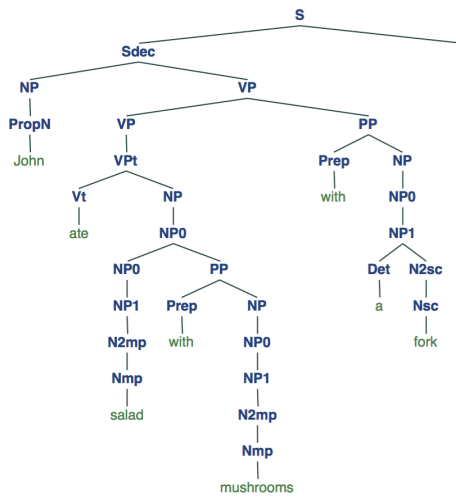 S
Sdec
NP VP
PropN VP PP
John VPt Prep NP
Vt NP with NP0
ate NP0 NP1
NP0 PP Det N2sc
NP1 Prep NP a Nsc
N2mp with NP0 fork
Nmp NP1
salad N2mp
Nmp
mushrooms